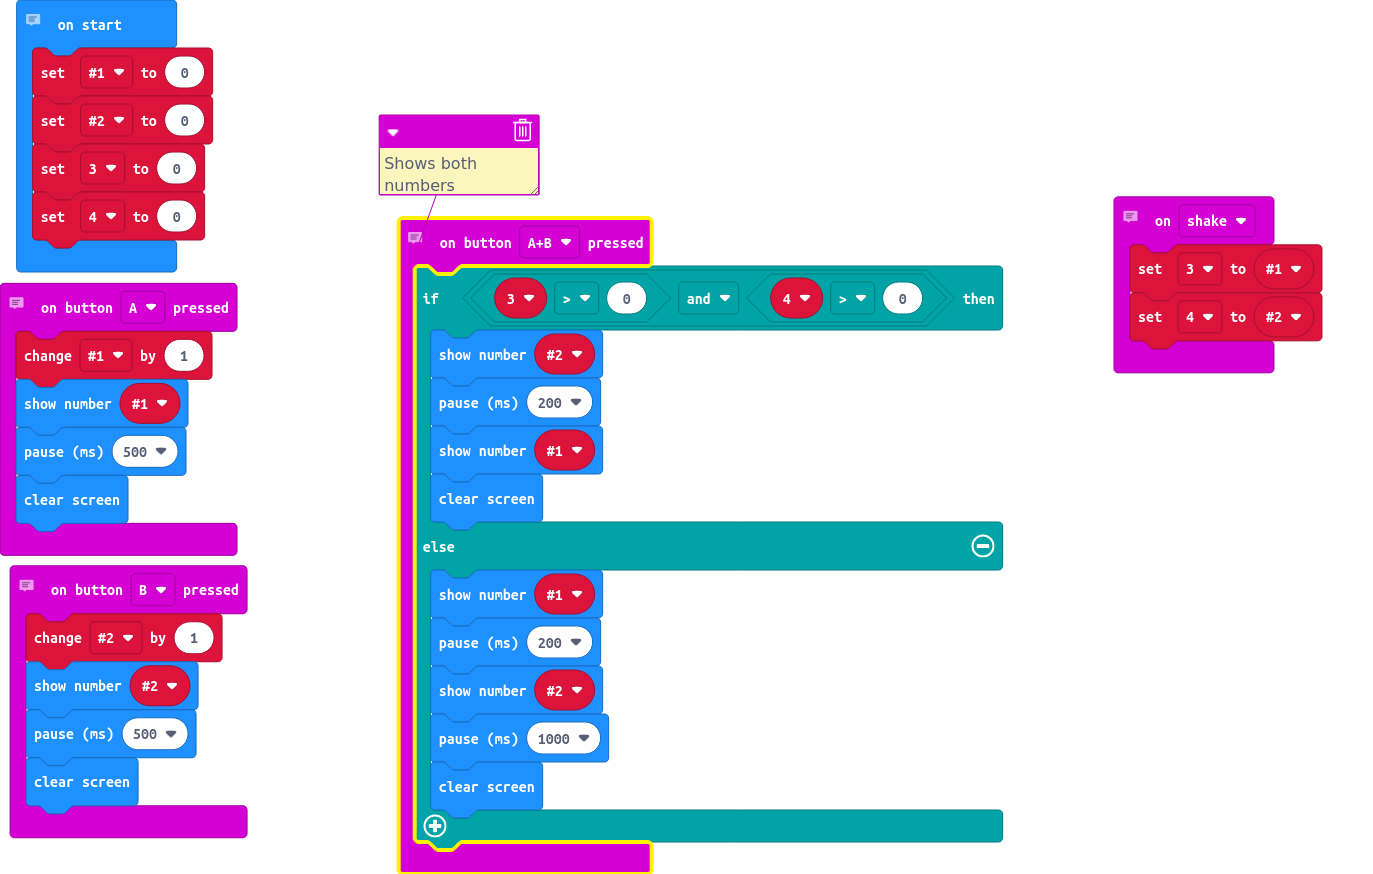 on start
set #1 to 0
set #2 to 0
set 3 to 0
set 4 to 0
on button A pressed
change #1 by 1
show number #1
pause (ms) 500
clear screen
on button B pressed
change #2 by 1
show number #2
pause (ms) 500
clear screen
Shows both
numbers
on button A+B pressed
if 3 > 0 and 4 > 0 then
show number #2
pause (ms) 200
show number #1
clear screen
else
show number #1
pause (ms) 200
show number #2
pause (ms) 1000
clear screen
on shake
set 3 to #1
set 4 to #2